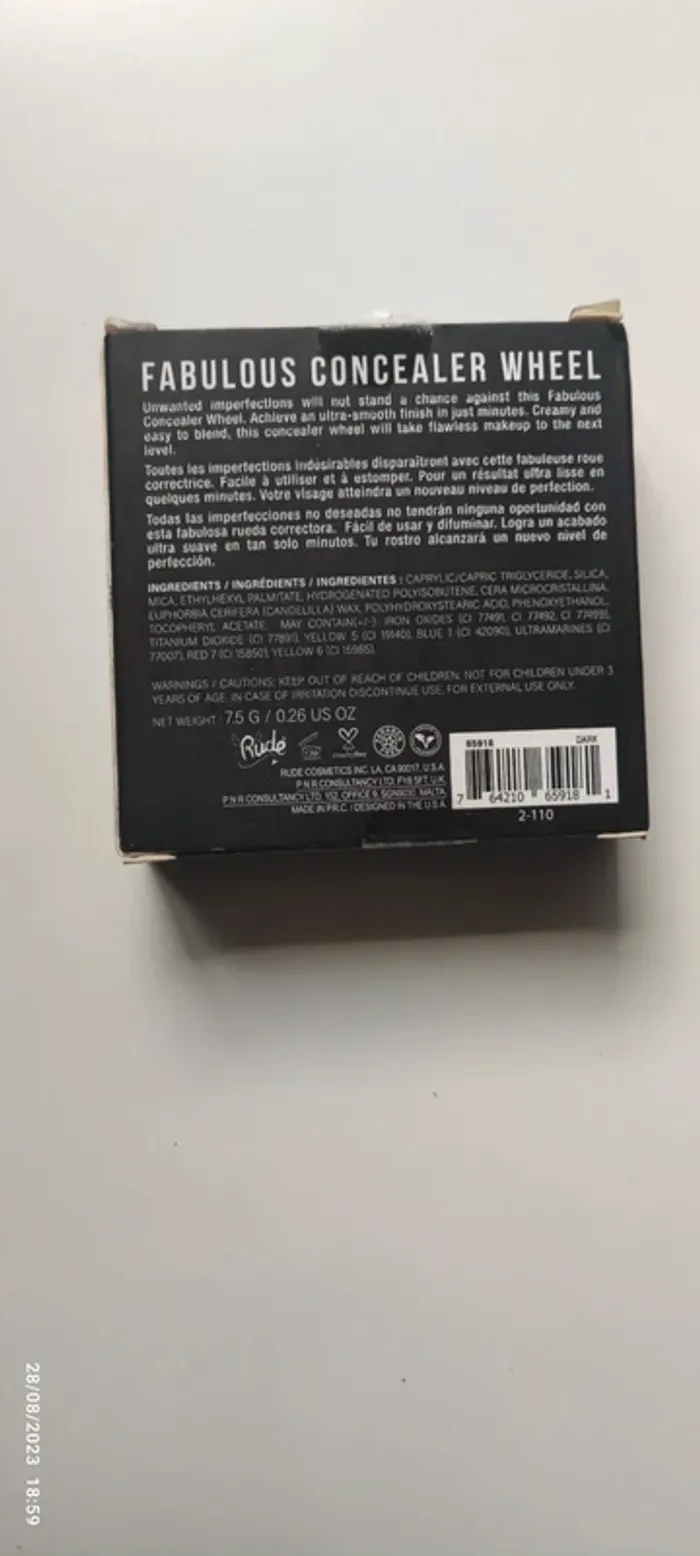 FABULOUS CONCEALER WHEEL
Unwanted imperfections will not stand a chance against this Fabulous
Concealer Wheel. Achieve an ultra-smooth finish in just minutes. Creamy and
easy to blend, this concealer wheel will take flawless makeup to the next
level.
Toutes les imperfections indésirables disparaîtront avec cette fabuleuse roue
correctrice. Facile à utiliser et à estomper. Pour un résultat ultra lisse en
quelques minutes. Votre visage atteindra un nouveau niveau de perfection.
Todas las imperfecciones no deseadas no tendrán ninguna oportunidad con
esta fabulosa rueda correctora. Fácil de usar y difuminar. Logra un acabado
ultra suave en tan solo minutos. Tu rostro alcanzará un nuevo nivel de
perfección.
INGREDIENTS / INGRÉDIENTS / INGREDIENTES : CAPRYLIC/CAPRIC TRIGLYCERIDE, SILICA,
MICA, ETHYLHEXYL PALMITATE, HYDROGENATED POLYISOBUTENE, CERA MICROCRISTALLINA,
EUPHORBIA CERIFERA (CANDELILLA) WAX, POLYHYDROXYSTEARIC ACID, PHENOXYETHANOL,
TOCOPHERYL ACETATE. MAY CONTAIN(+/-): IRON OXIDES (CI 77491, CI 77492, CI 77499),
TITANIUM DIOXIDE (CI 77891), YELLOW 5 (CI 19140), BLUE 1 (CI 42090), ULTRAMARINES (CI
77007), RED 7 (CI 15850), YELLOW 6 (CI 15985).
WARNINGS / CAUTIONS: KEEP OUT OF REACH OF CHILDREN. NOT FOR CHILDREN UNDER 3
YEARS OF AGE. IN CASE OF IRRITATION DISCONTINUE USE. FOR EXTERNAL USE ONLY.
NET WEIGHT : 7.5 G / 0.26 US OZ
Rude
RUDE COSMETICS INC. LA, CA 90017, U.S.A.
P N R CONSULTANCY LTD. FY8 5FT, U.K.
P N R CONSULTANCY LTD, 152, OFFICE 9, SGN9030, MALTA.
MADE IN P.R.C. / DESIGNED IN THE U.S.A.
65918 DARK
7 64210 65918 1
2-110
28/08/2023 18:59